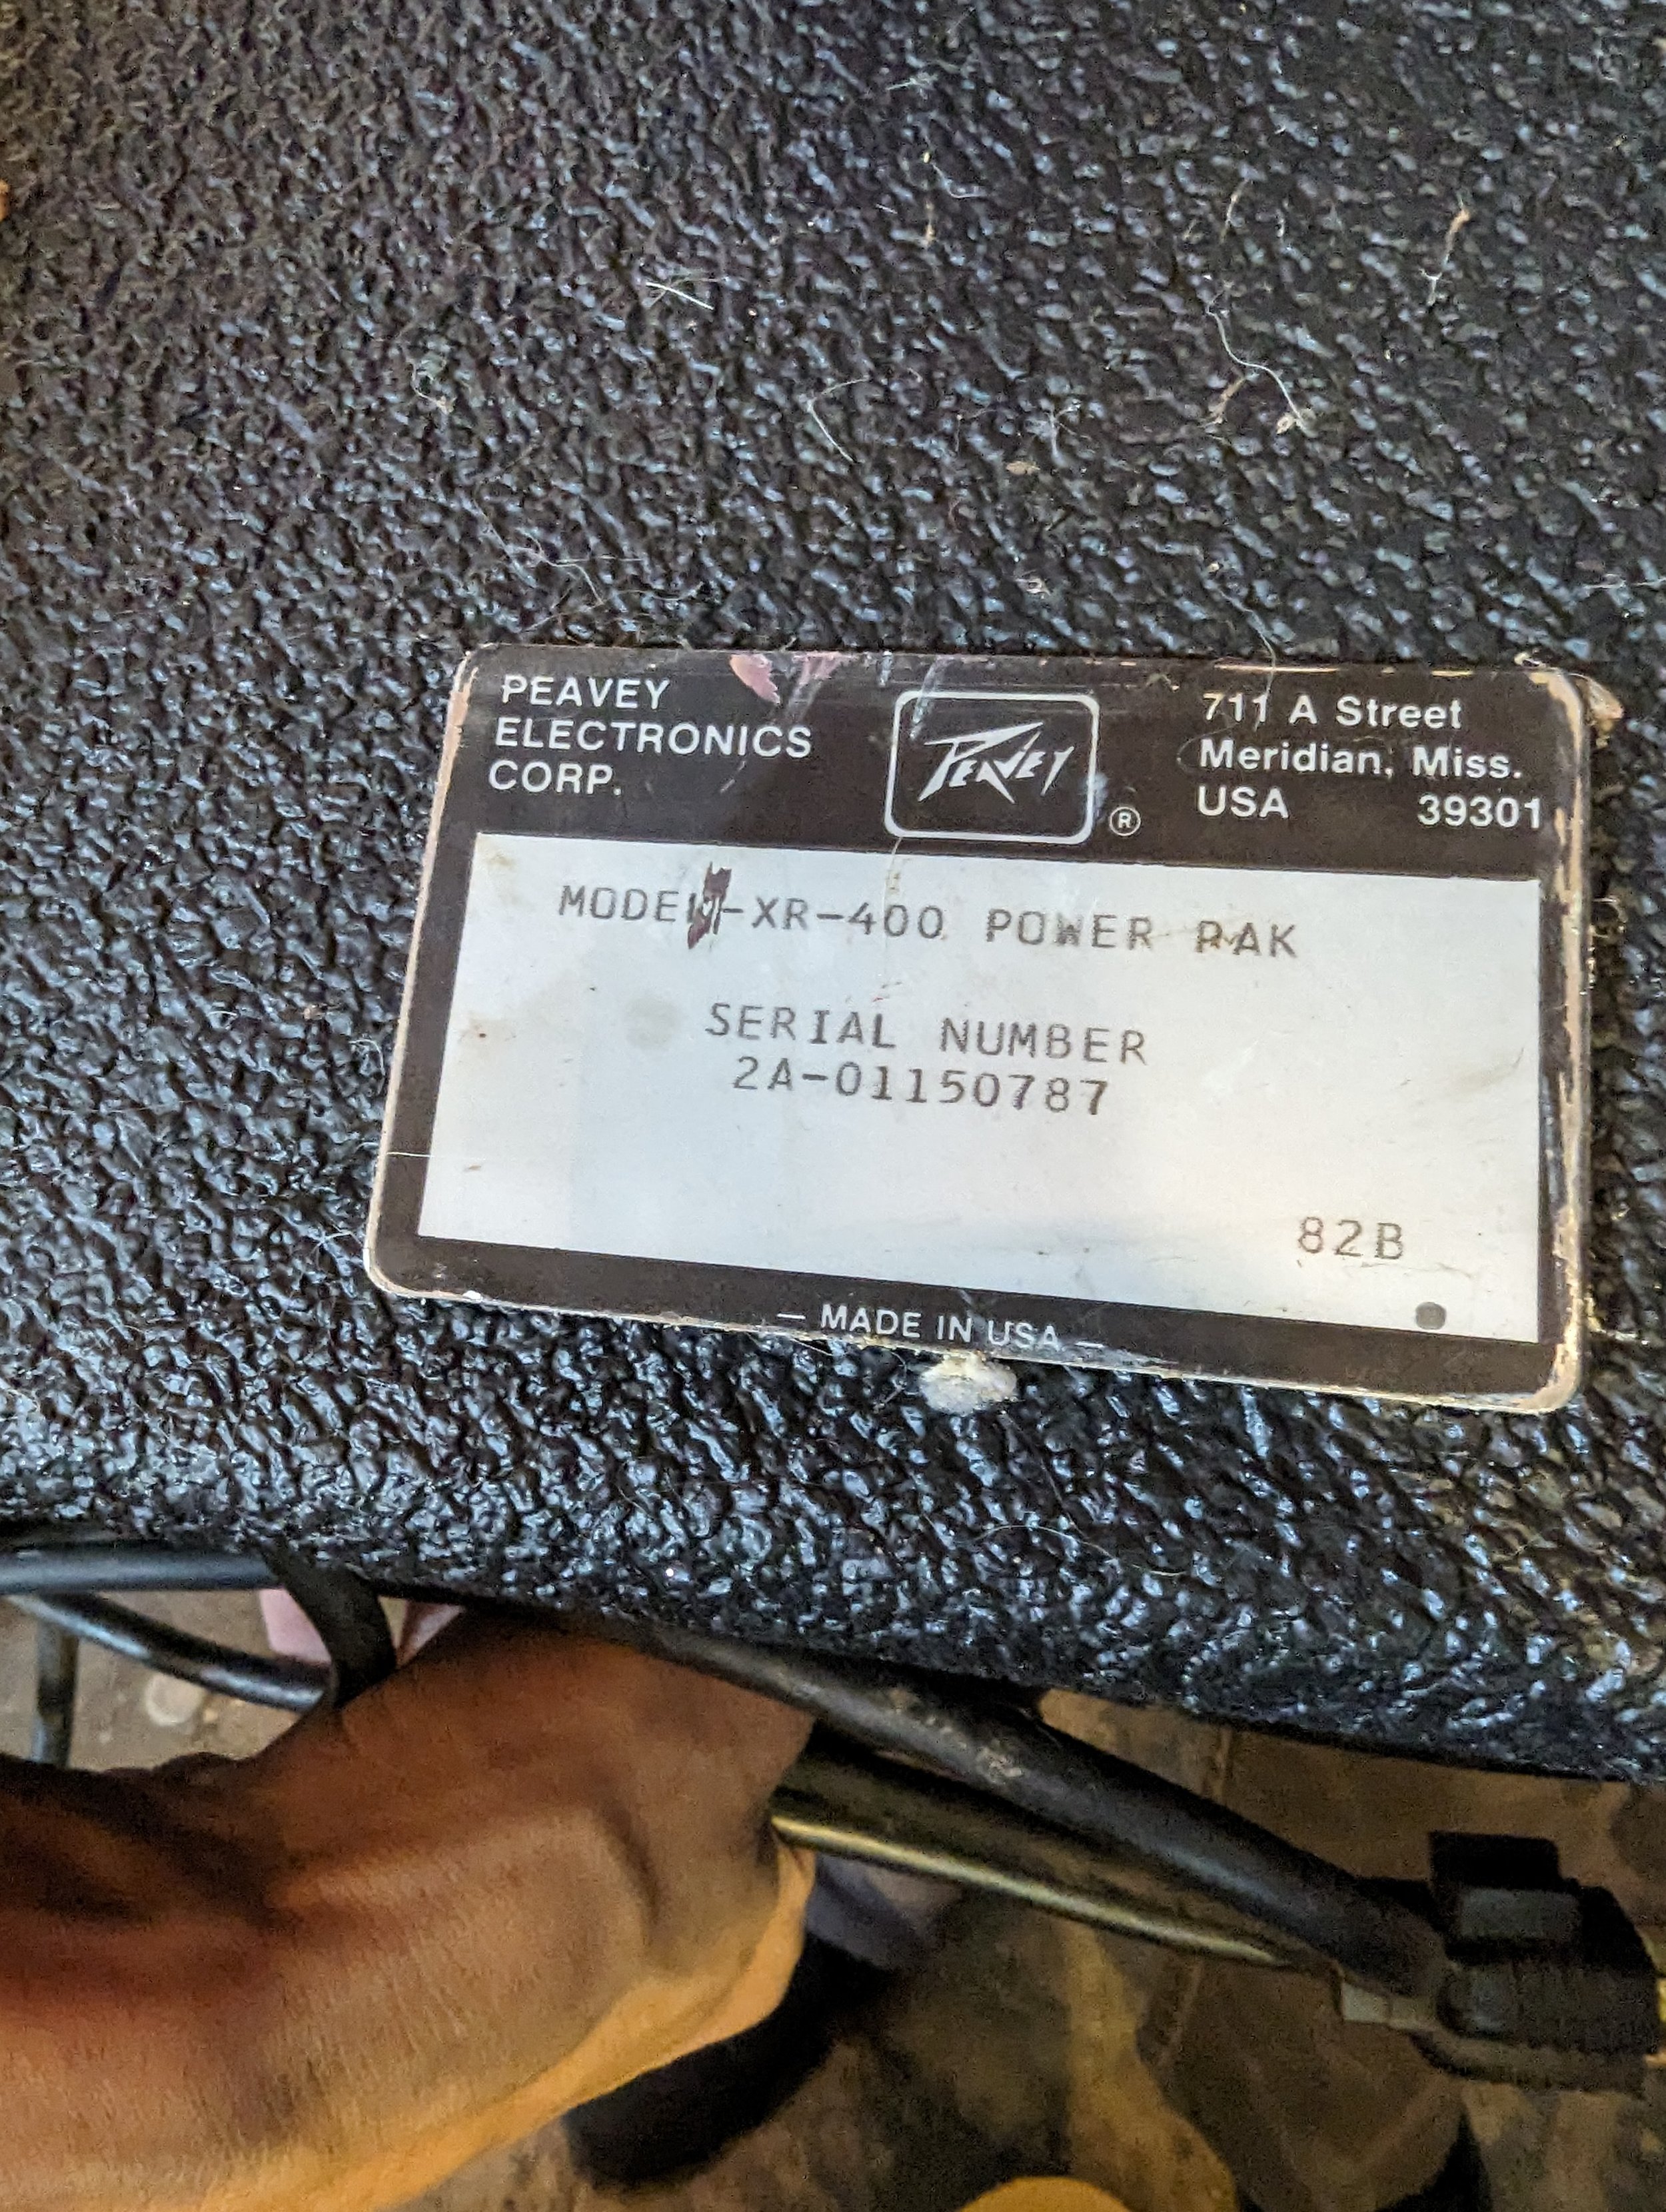 PEAVEY
ELECTRONICS
CORP.
PEAVEY
®
711 A Street
Meridian, Miss.
USA 39301
MODEL-XR-400 POWER PAK
SERIAL NUMBER
2A-01150787
82B
— MADE IN USA —